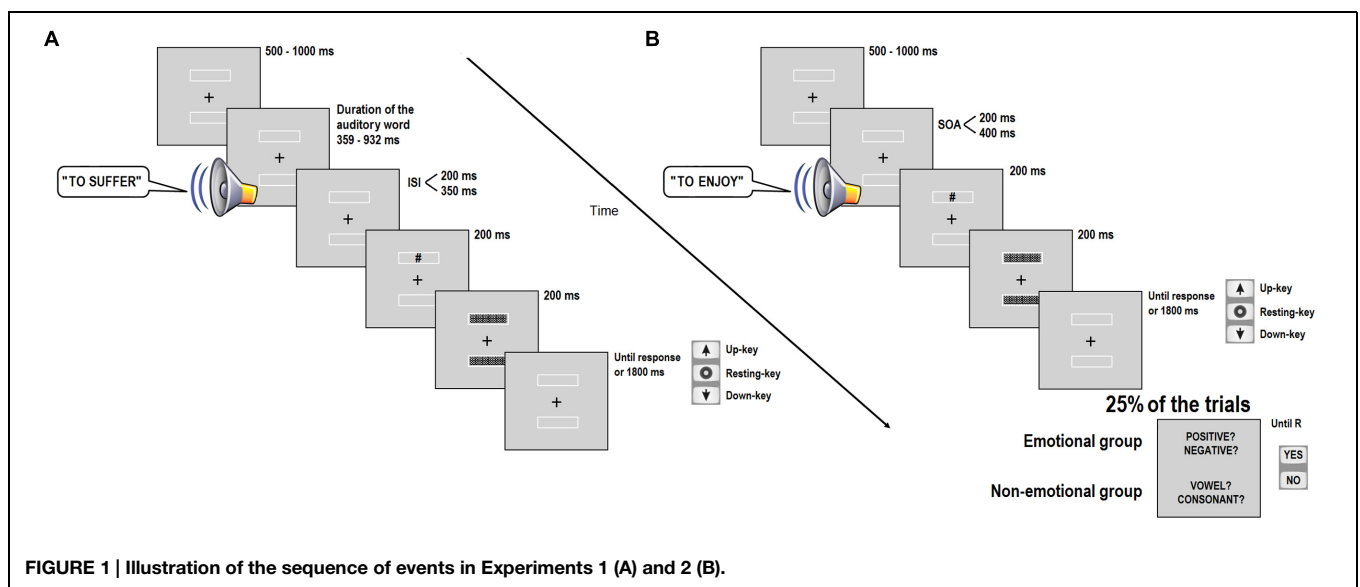 A
500 - 1000 ms
+
Duration of the
auditory word
359 - 932 ms
+
"TO SUFFER"
ISI
200 ms
350 ms
+
200 ms
#
+
200 ms
+
Until response
or 1800 ms
+
Up-key
Resting-key
Down-key
Time
B
500 - 1000 ms
+
SOA
200 ms
400 ms
+
"TO ENJOY"
200 ms
#
+
200 ms
+
Until response
or 1800 ms
+
Up-key
Resting-key
Down-key
25% of the trials
Until R
Emotional group
POSITIVE?
NEGATIVE?
YES
NO
Non-emotional group
VOWEL?
CONSONANT?
FIGURE 1 | Illustration of the sequence of events in Experiments 1 (A) and 2 (B).